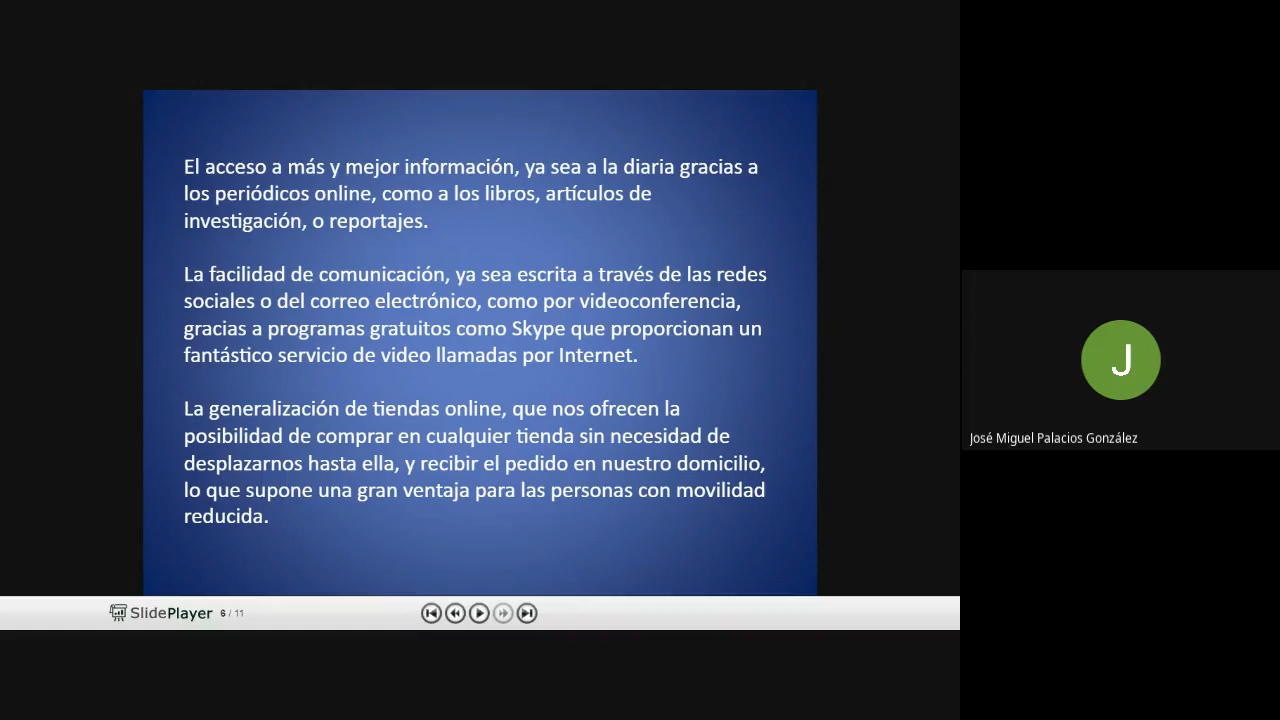 El acceso a más y mejor información, ya sea a la diaria gracias a
los periódicos online, como a los libros, artículos de
investigación, o reportajes.
La facilidad de comunicación, ya sea escrita a través de las redes
sociales o del correo electrónico, como por videoconferencia,
gracias a programas gratuitos como Skype que proporcionan un
fantástico servicio de video llamadas por Internet.
La generalización de tiendas online, que nos ofrecen la
posibilidad de comprar en cualquier tienda sin necesidad de
desplazarnos hasta ella, y recibir el pedido en nuestro domicilio,
lo que supone una gran ventaja para las personas con movilidad
reducida.
SlidePlayer 6 / 11
J
José Miguel Palacios González